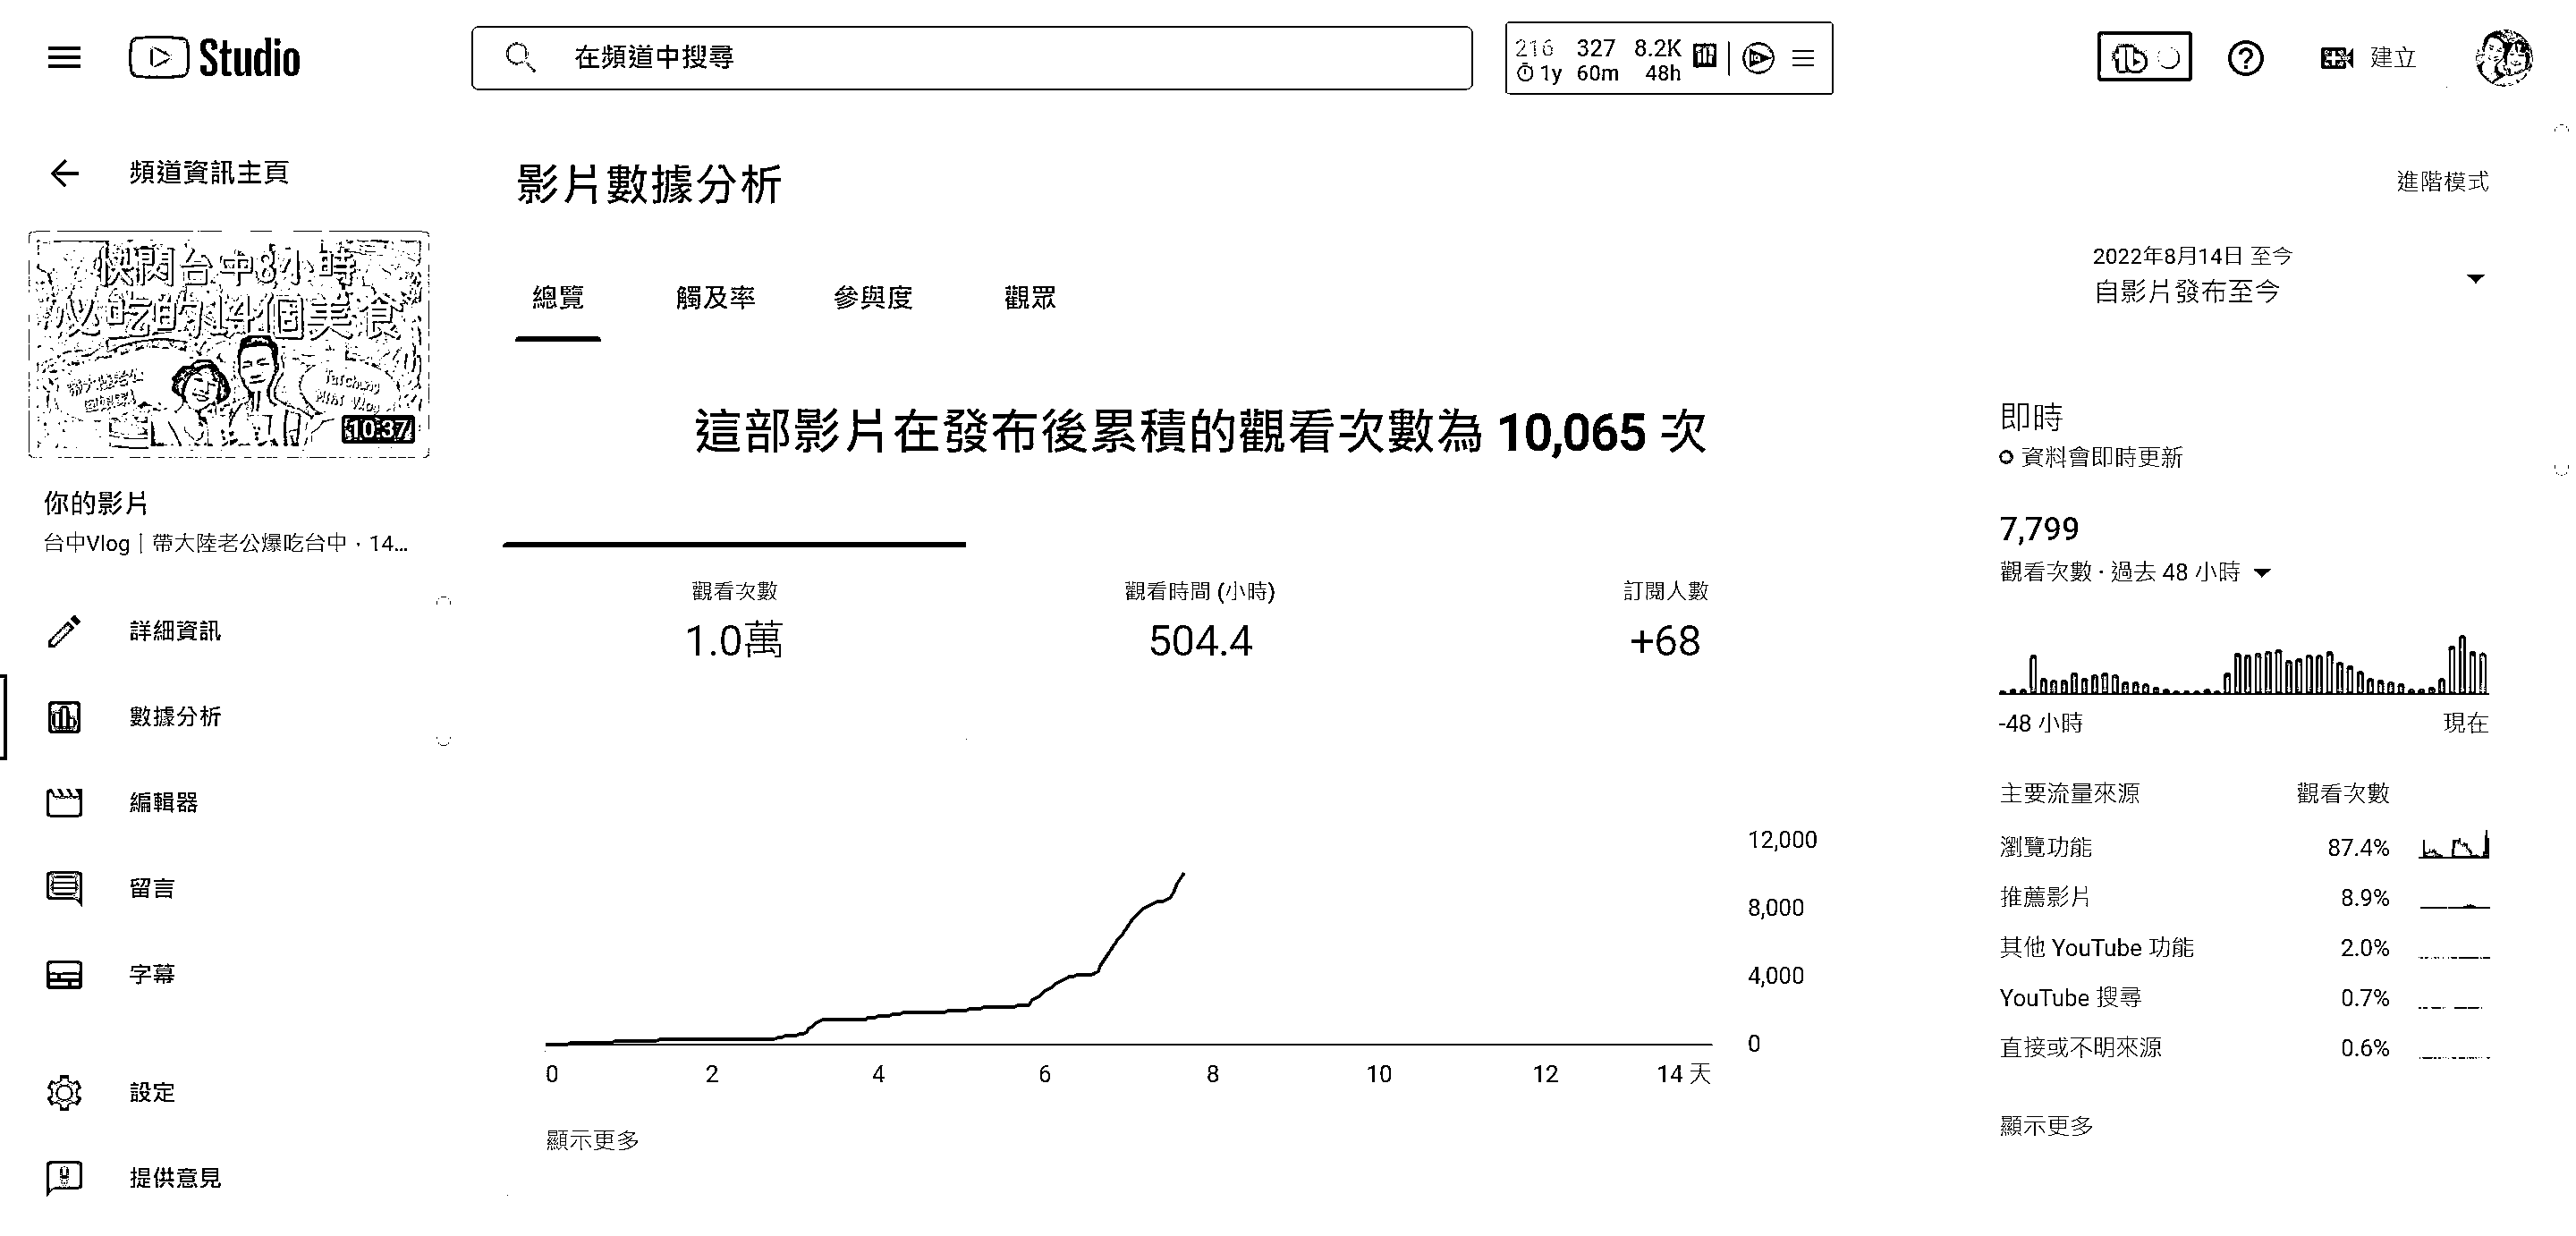 Studio
在頻道中搜尋
216 327 8.2K
1y 60m 48h
建立
頻道資訊主頁
影片數據分析
進階模式
快閃台中8小時
必吃的14個美食
帶大陸老公
回娘家!
Taichung
Mini Vlog
10:37
2022年8月14日 至今
自影片發布至今
總覽
觸及率
參與度
觀眾
這部影片在發布後累積的觀看次數為 10,065 次
即時
資料會即時更新
你的影片
台中Vlog｜帶大陸老公爆吃台中・14...
7,799
觀看次數 · 過去 48 小時
觀看次數
1.0萬
觀看時間 (小時)
504.4
訂閱人數
+68
詳細資訊
數據分析
編輯器
留言
字幕
設定
提供意見
-48 小時
現在
12,000
8,000
4,000
0
0 2 4 6 8 10 12 14 天
顯示更多
主要流量來源 觀看次數
瀏覽功能 87.4%
推薦影片 8.9%
其他 YouTube 功能 2.0%
YouTube 搜尋 0.7%
直接或不明來源 0.6%
顯示更多